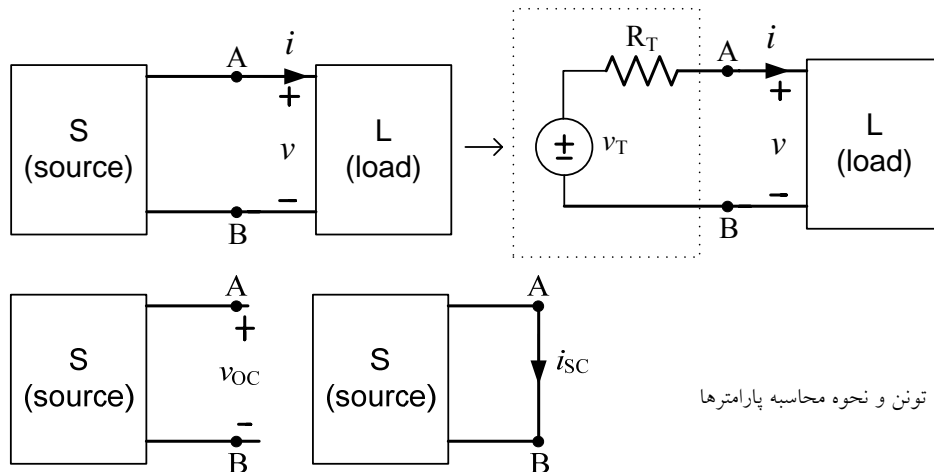 i
A
+
S
(source)
v
L
(load)
-
B
→
R_T
A
i
+
±
v_T
v
L
(load)
-
B
A
+
S
(source)
v_OC
-
B
A
S
(source)
i_SC
B
تونن و نحوه محاسبه پارامترها